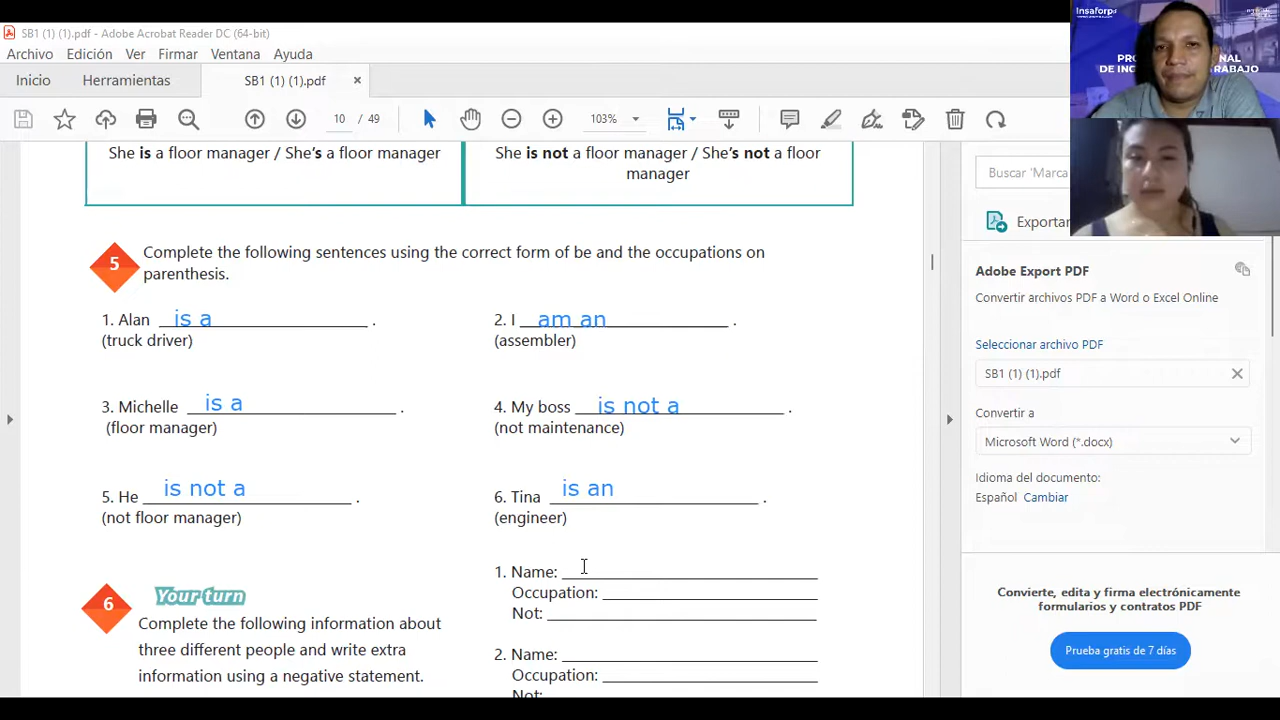 SB1 (1) (1).pdf - Adobe Acrobat Reader DC (64-bit)
Archivo Edición Ver Firmar Ventana Ayuda
Inicio Herramientas SB1 (1) (1).pdf ×
10 / 49 103%
She is a floor manager / She's a floor manager
She is not a floor manager / She's not a floor
manager
5 Complete the following sentences using the correct form of be and the occupations on
parenthesis.
1. Alan is a .
(truck driver)
2. I am an .
(assembler)
3. Michelle is a .
(floor manager)
4. My boss is not a .
(not maintenance)
5. He is not a .
(not floor manager)
6. Tina is an .
(engineer)
6 Your turn
Complete the following information about
three different people and write extra
information using a negative statement.
1. Name:
Occupation:
Not:
2. Name:
Occupation:
Not:
Insaforp
Buscar 'Marca
Exportar
Adobe Export PDF
Convertir archivos PDF a Word o Excel Online
Seleccionar archivo PDF
SB1 (1) (1).pdf
Convertir a
Microsoft Word (*.docx)
Idioma del documento:
Español Cambiar
Convierte, edita y firma electrónicamente
formularios y contratos PDF
Prueba gratis de 7 días